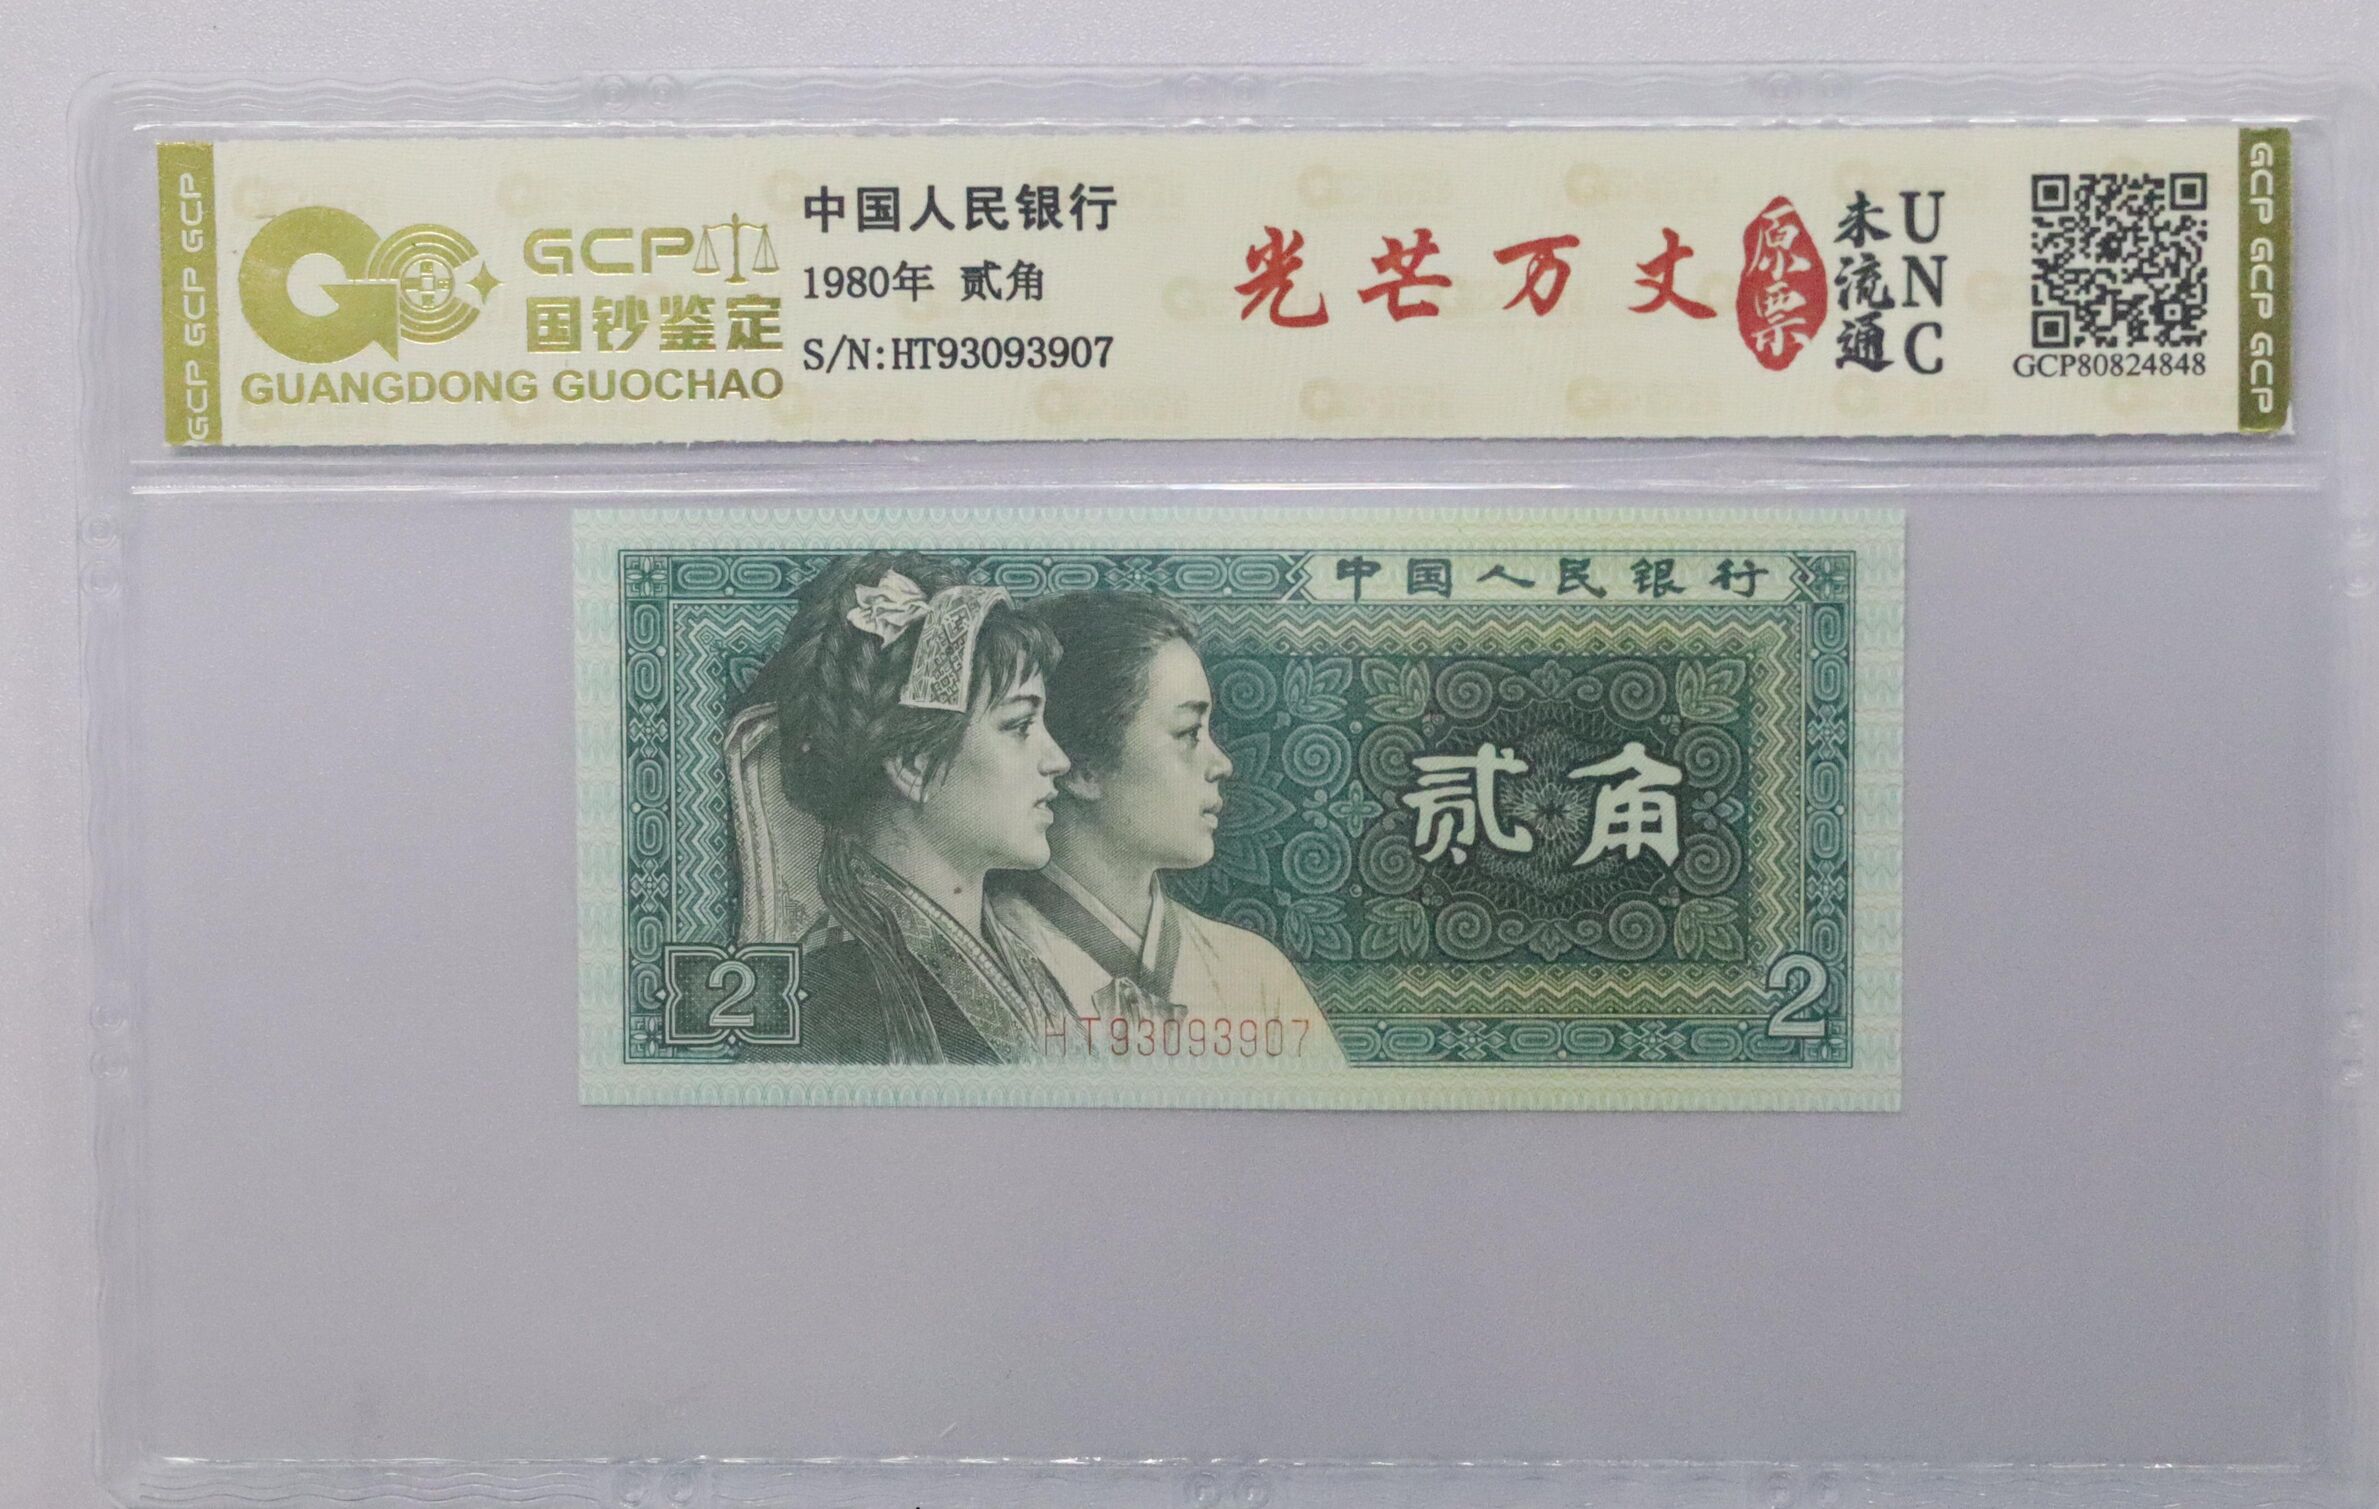 GCP GCP GCP
GCP
国钞鉴定
GUANGDONG GUOCHAO
中国人民银行
1980年 贰角
S/N:HT93093907
光芒万丈
原票
未流通
UNC
GCP80824848
GCP GCP GCP
中国人民银行
贰角
2
2
HT93093907